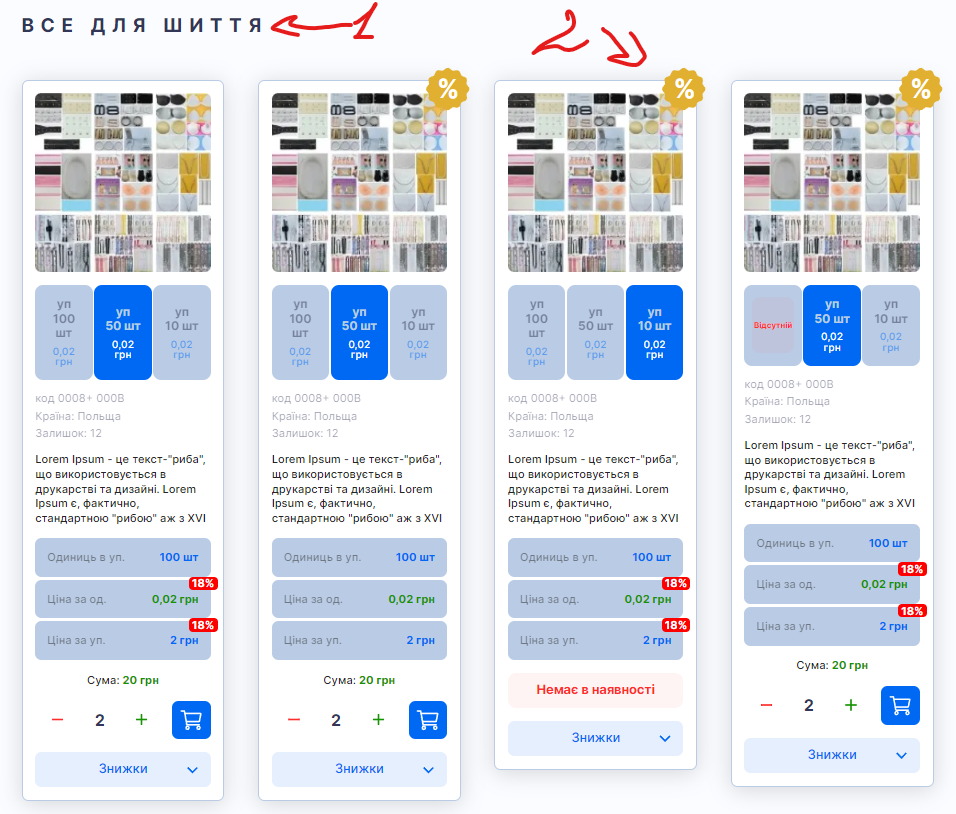 ВСЕ ДЛЯ ШИТТЯ
1
2
%
%
%
уп
100
шт
0,02
грн
уп
50 шт
0,02
грн
уп
10 шт
0,02
грн
код 0008+ 000В
Країна: Польща
Залишок: 12
Lorem Ipsum - це текст-"риба",
що використовується в
друкарстві та дизайні. Lorem
Ipsum є, фактично,
стандартною "рибою" аж з XVI
Одиниць в уп. 100 шт
18%
Ціна за од. 0,02 грн
18%
Ціна за уп. 2 грн
Сума: 20 грн
− 2 +
Знижки
уп
100
шт
0,02
грн
уп
50 шт
0,02
грн
уп
10 шт
0,02
грн
код 0008+ 000В
Країна: Польща
Залишок: 12
Lorem Ipsum - це текст-"риба",
що використовується в
друкарстві та дизайні. Lorem
Ipsum є, фактично,
стандартною "рибою" аж з XVI
Одиниць в уп. 100 шт
Ціна за од. 0,02 грн
Ціна за уп. 2 грн
Сума: 20 грн
− 2 +
Знижки
уп
100
шт
0,02
грн
уп
50 шт
0,02
грн
уп
10 шт
0,02
грн
код 0008+ 000В
Країна: Польща
Залишок: 12
Lorem Ipsum - це текст-"риба",
що використовується в
друкарстві та дизайні. Lorem
Ipsum є, фактично,
стандартною "рибою" аж з XVI
Одиниць в уп. 100 шт
18%
Ціна за од. 0,02 грн
18%
Ціна за уп. 2 грн
Немає в наявності
Знижки
Відсутній
уп
50 шт
0,02
грн
уп
10 шт
0,02
грн
код 0008+ 000В
Країна: Польща
Залишок: 12
Lorem Ipsum - це текст-"риба",
що використовується в
друкарстві та дизайні. Lorem
Ipsum є, фактично,
стандартною "рибою" аж з XVI
Одиниць в уп. 100 шт
18%
Ціна за од. 0,02 грн
18%
Ціна за уп. 2 грн
Сума: 20 грн
− 2 +
Знижки